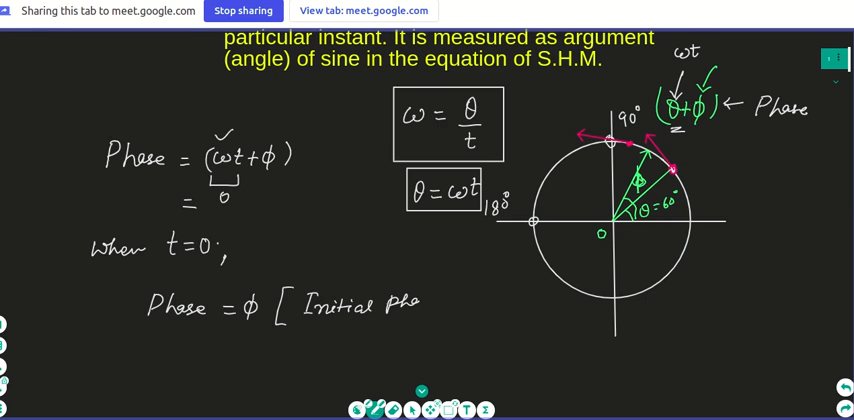 Sharing this tab to meet.google.com
Stop sharing
View tab: meet.google.com
particular instant. It is measured as argument
(angle) of sine in the equation of S.H.M.
ωt
(θ+ϕ) ← Phase
ω = θ/t
90°
Phase = (ωt+ϕ)
0
=
θ = ωt
180°
ϕ
θ = 60°
O
When t=0;
Phase = ϕ [ Initial pha
T
Σ